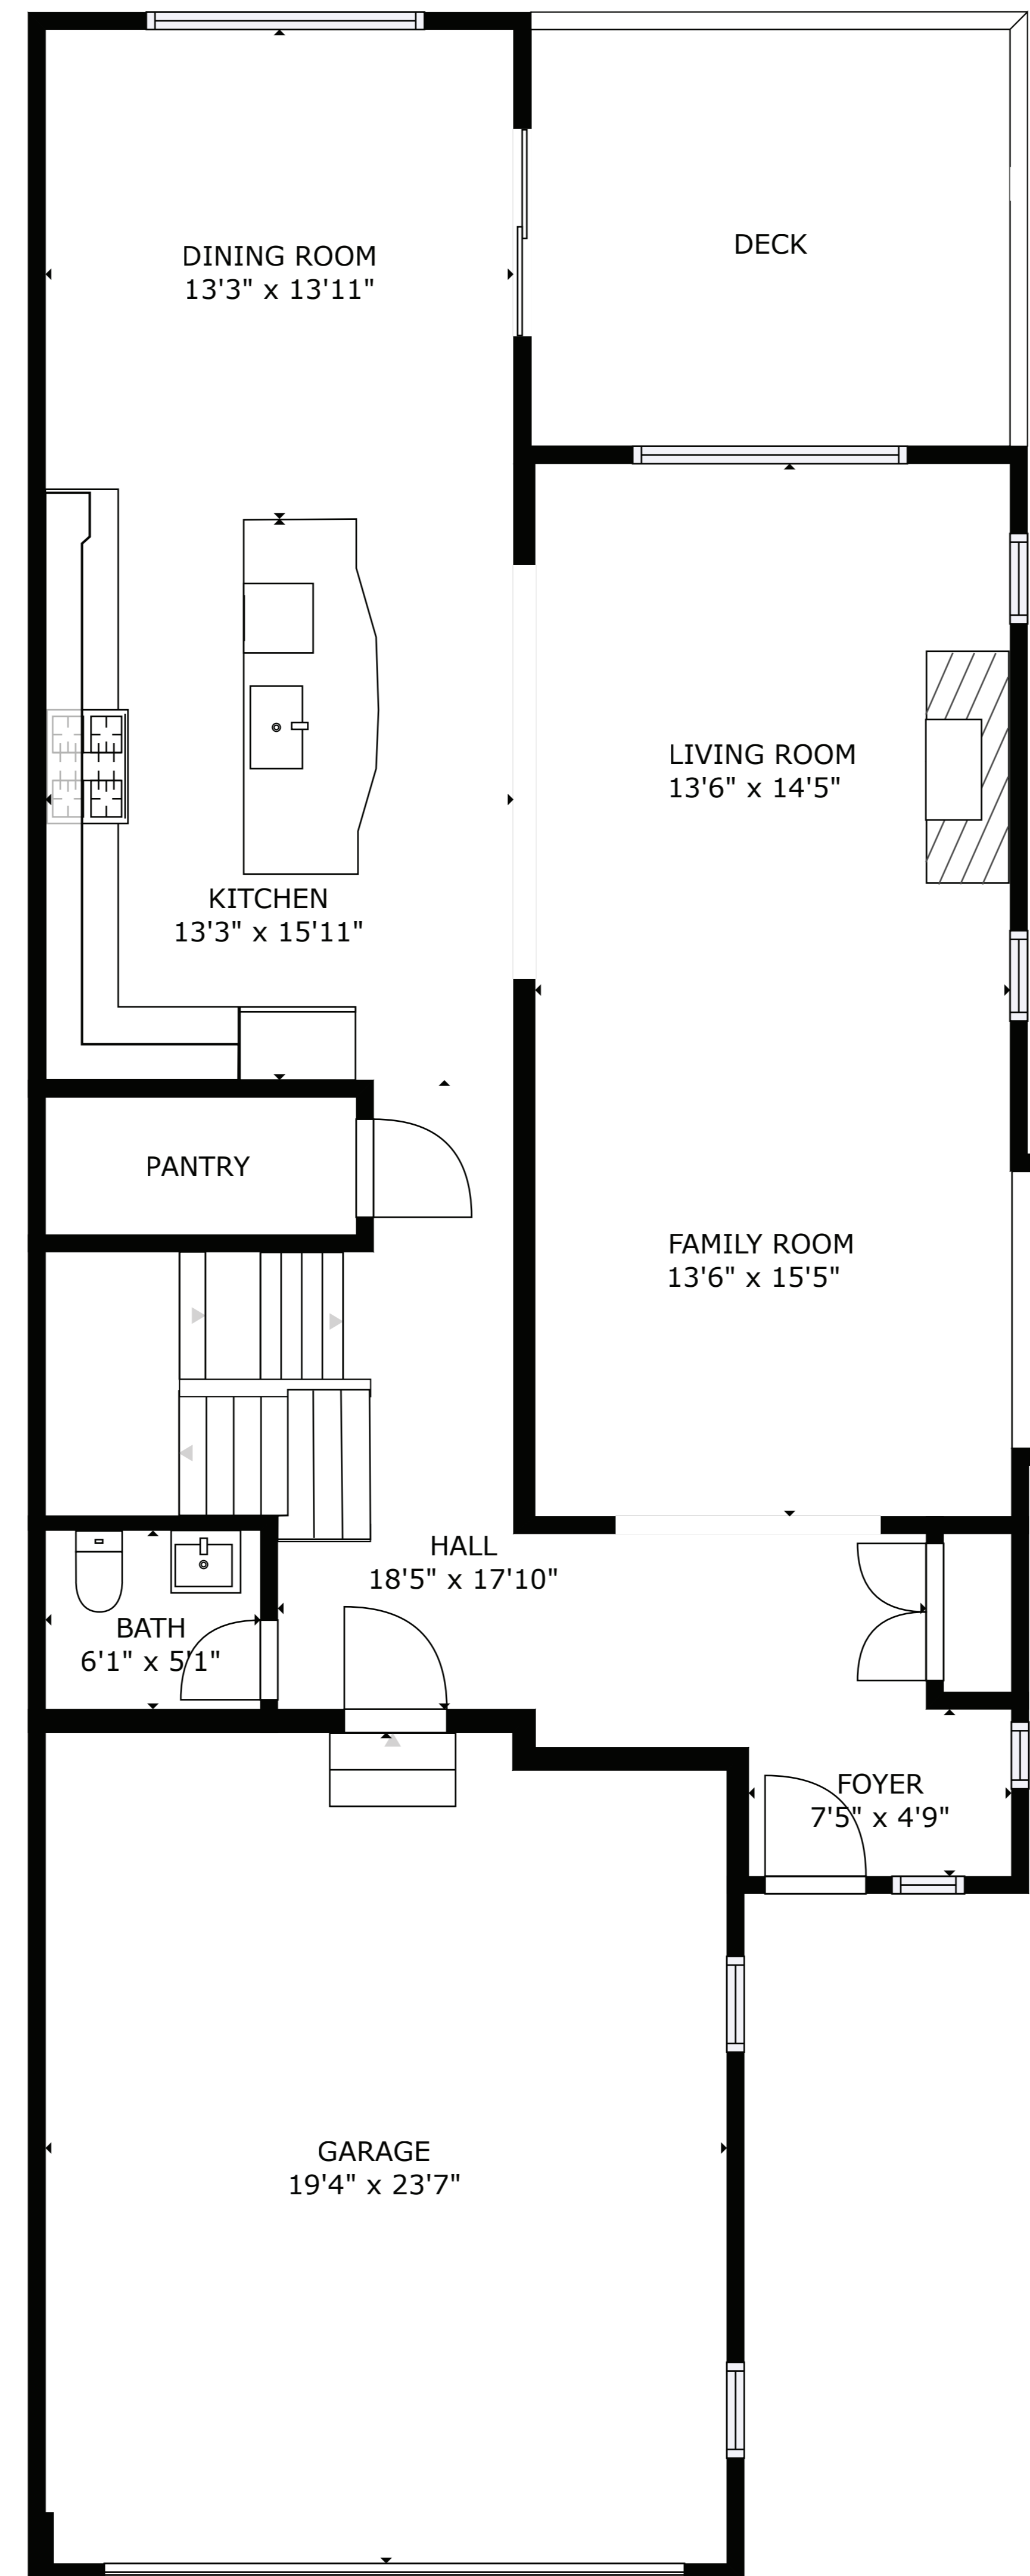 DINING ROOM
13'3" x 13'11"
DECK
LIVING ROOM
13'6" x 14'5"
KITCHEN
13'3" x 15'11"
PANTRY
FAMILY ROOM
13'6" x 15'5"
HALL
18'5" x 17'10"
BATH
6'1" x 5'1"
FOYER
7'5" x 4'9"
GARAGE
19'4" x 23'7"